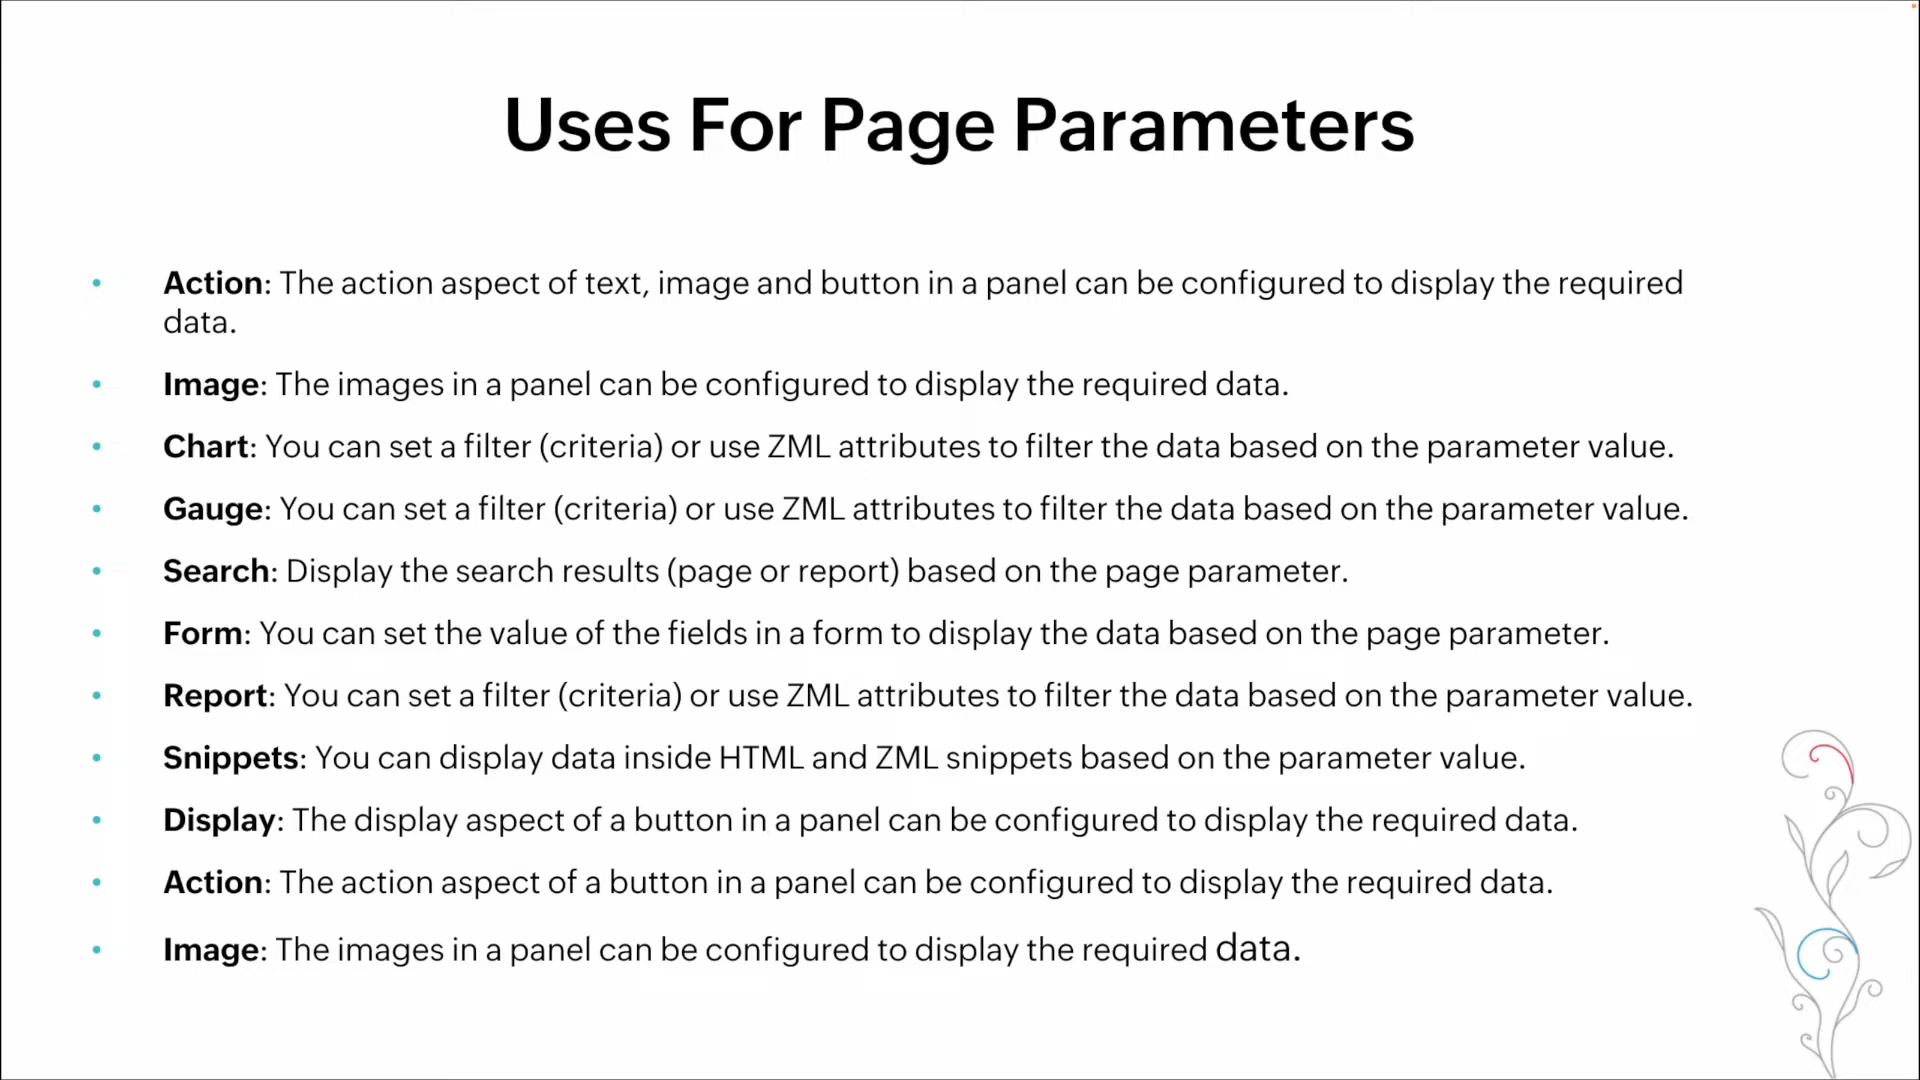 Uses For Page Parameters
• Action: The action aspect of text, image and button in a panel can be configured to display the required
data.
• Image: The images in a panel can be configured to display the required data.
• Chart: You can set a filter (criteria) or use ZML attributes to filter the data based on the parameter value.
• Gauge: You can set a filter (criteria) or use ZML attributes to filter the data based on the parameter value.
• Search: Display the search results (page or report) based on the page parameter.
• Form: You can set the value of the fields in a form to display the data based on the page parameter.
• Report: You can set a filter (criteria) or use ZML attributes to filter the data based on the parameter value.
• Snippets: You can display data inside HTML and ZML snippets based on the parameter value.
• Display: The display aspect of a button in a panel can be configured to display the required data.
• Action: The action aspect of a button in a panel can be configured to display the required data.
• Image: The images in a panel can be configured to display the required data.